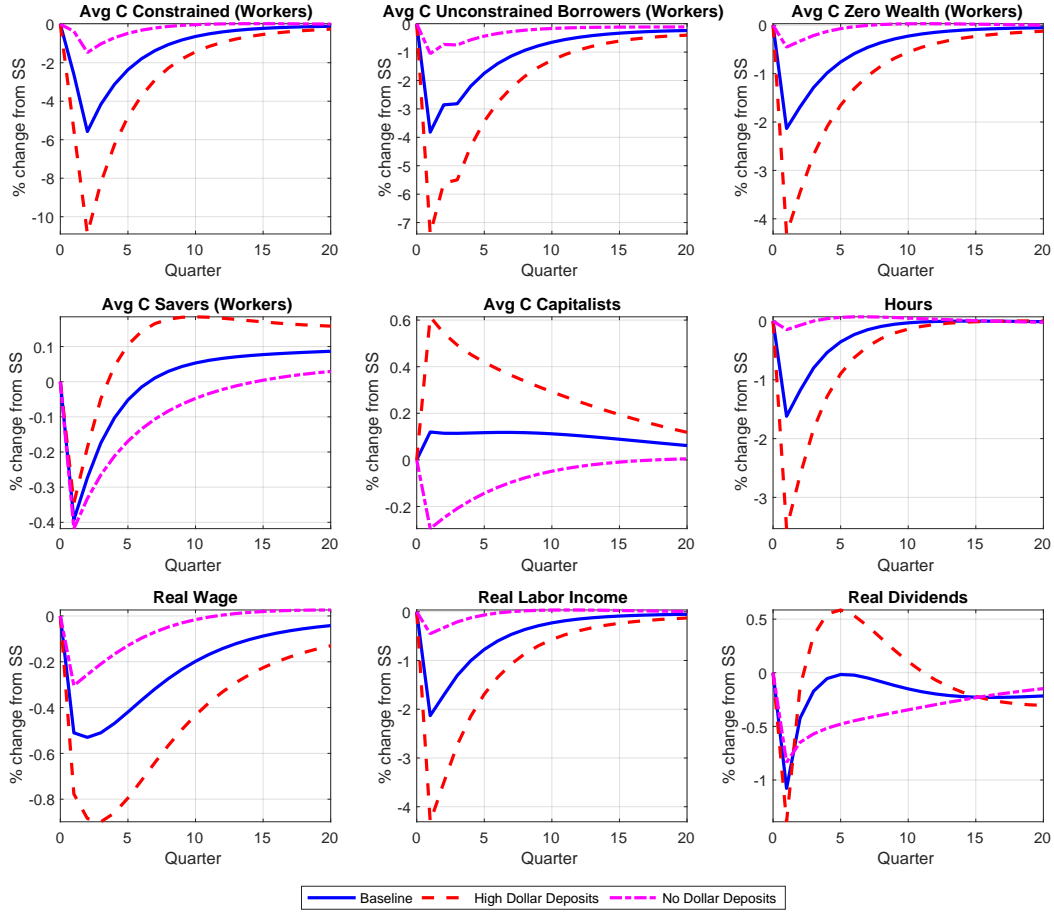 Avg C Constrained (Workers)
% change from SS
0
-2
-4
-6
-8
-10
0 5 10 15 20
Quarter
Avg C Unconstrained Borrowers (Workers)
% change from SS
0
-1
-2
-3
-4
-5
-6
-7
0 5 10 15 20
Quarter
Avg C Zero Wealth (Workers)
% change from SS
0
-1
-2
-3
-4
0 5 10 15 20
Quarter
Avg C Savers (Workers)
% change from SS
0.1
0
-0.1
-0.2
-0.3
-0.4
0 5 10 15 20
Quarter
Avg C Capitalists
% change from SS
0.6
0.4
0.2
0
-0.2
0 5 10 15 20
Quarter
Hours
% change from SS
0
-1
-2
-3
0 5 10 15 20
Quarter
Real Wage
% change from SS
0
-0.2
-0.4
-0.6
-0.8
0 5 10 15 20
Quarter
Real Labor Income
% change from SS
0
-1
-2
-3
-4
0 5 10 15 20
Quarter
Real Dividends
% change from SS
0.5
0
-0.5
-1
0 5 10 15 20
Quarter
Baseline High Dollar Deposits No Dollar Deposits